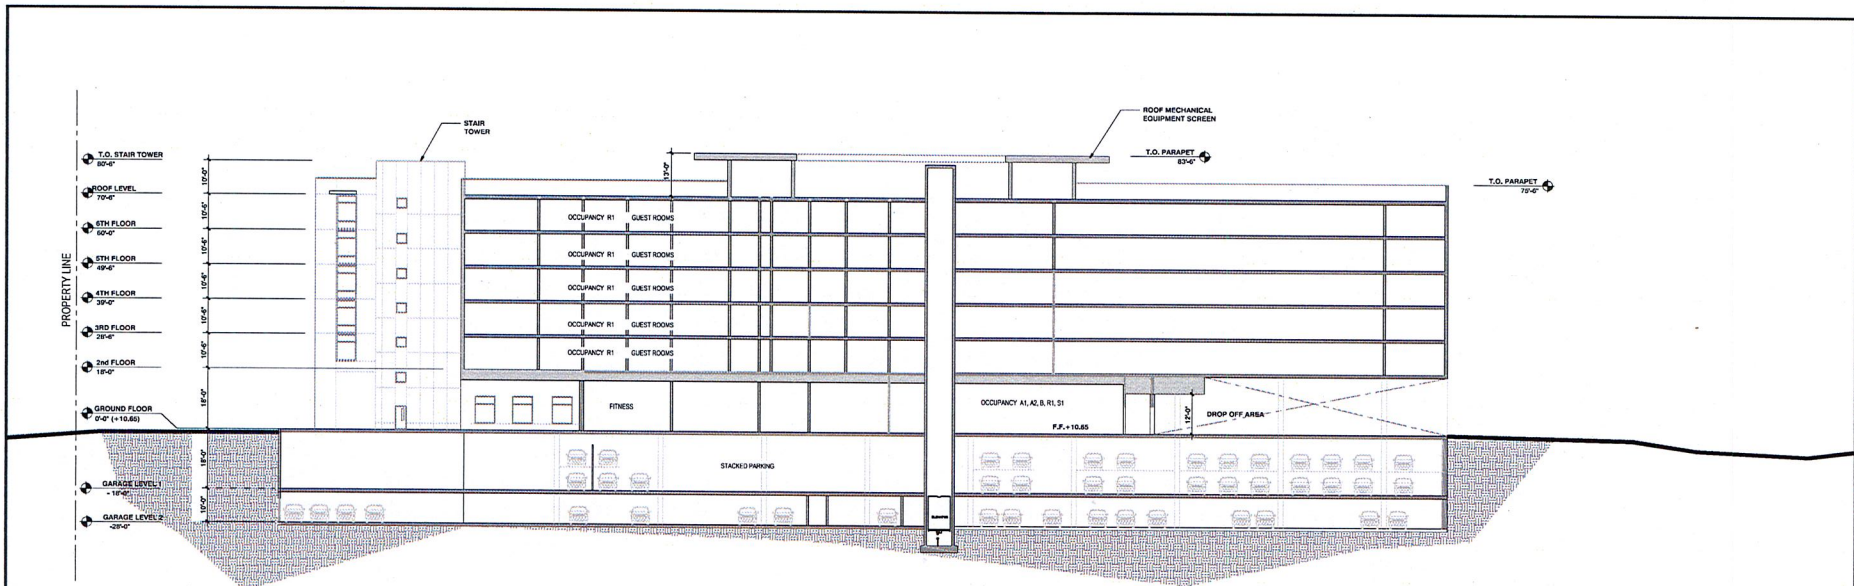 STAIR
TOWER
ROOF MECHANICAL
EQUIPMENT SCREEN
T.O. STAIR TOWER
80'-6"
T.O. PARAPET
83'-6"
T.O. PARAPET
75'-6"
ROOF LEVEL
70'-6"
6TH FLOOR
60'-0"
5TH FLOOR
49'-6"
4TH FLOOR
39'-0"
3RD FLOOR
28'-6"
2nd FLOOR
18'-0"
GROUND FLOOR
0'-0" (+10.65)
GARAGE LEVEL 1
- 18'-0"
GARAGE LEVEL 2
-28'-0"
PROPERTY LINE
10'-0"
10'-6"
10'-6"
10'-6"
10'-6"
10'-6"
18'-0"
18'-0"
10'-0"
13'-0"
OCCUPANCY R1 GUEST ROOMS
OCCUPANCY R1 GUEST ROOMS
OCCUPANCY R1 GUEST ROOMS
OCCUPANCY R1 GUEST ROOMS
OCCUPANCY R1 GUEST ROOMS
FITNESS
OCCUPANCY A1, A2, B, R1, S1
F.F.+10.65
12'-0"
DROP OFF AREA
STACKED PARKING